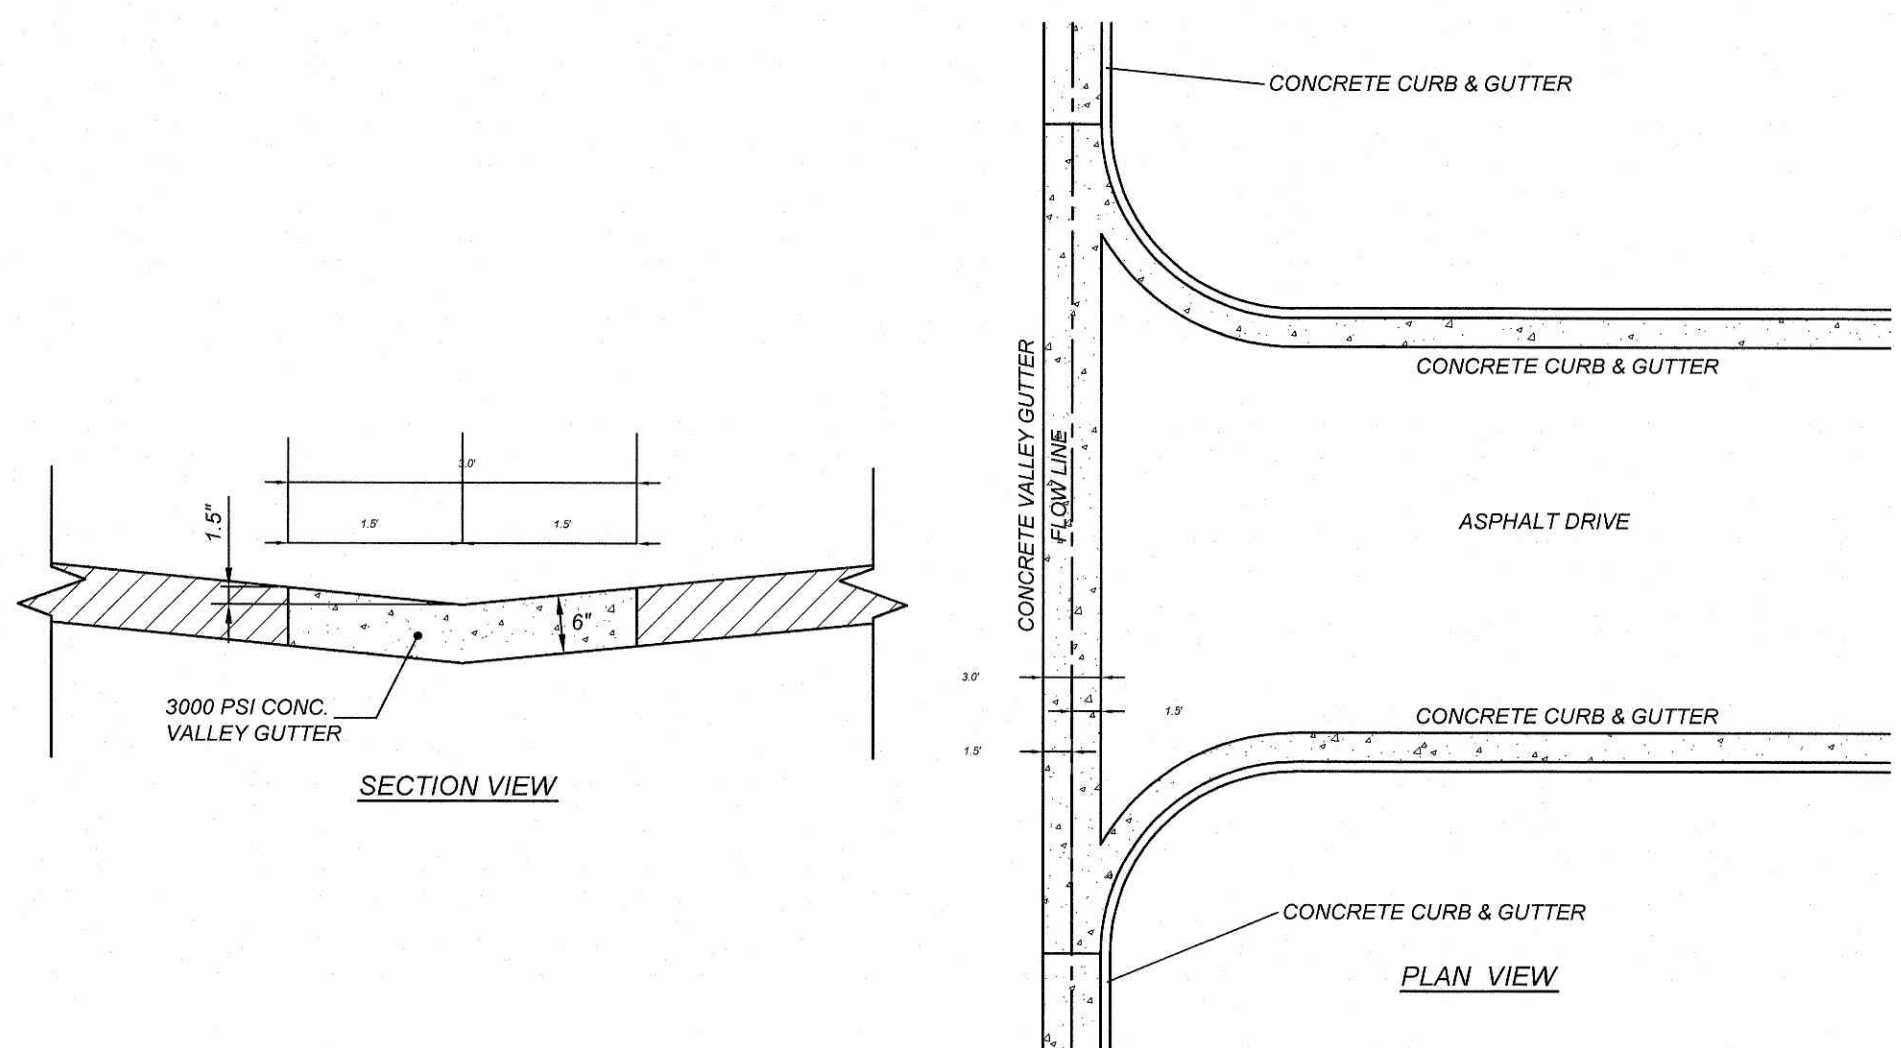 3.0'
1.5'
1.5'
1.5"
6"
3000 PSI CONC.
VALLEY GUTTER
SECTION VIEW
CONCRETE CURB & GUTTER
CONCRETE CURB & GUTTER
CONCRETE VALLEY GUTTER
FLOW LINE
ASPHALT DRIVE
3.0'
1.5'
1.5'
CONCRETE CURB & GUTTER
CONCRETE CURB & GUTTER
PLAN VIEW